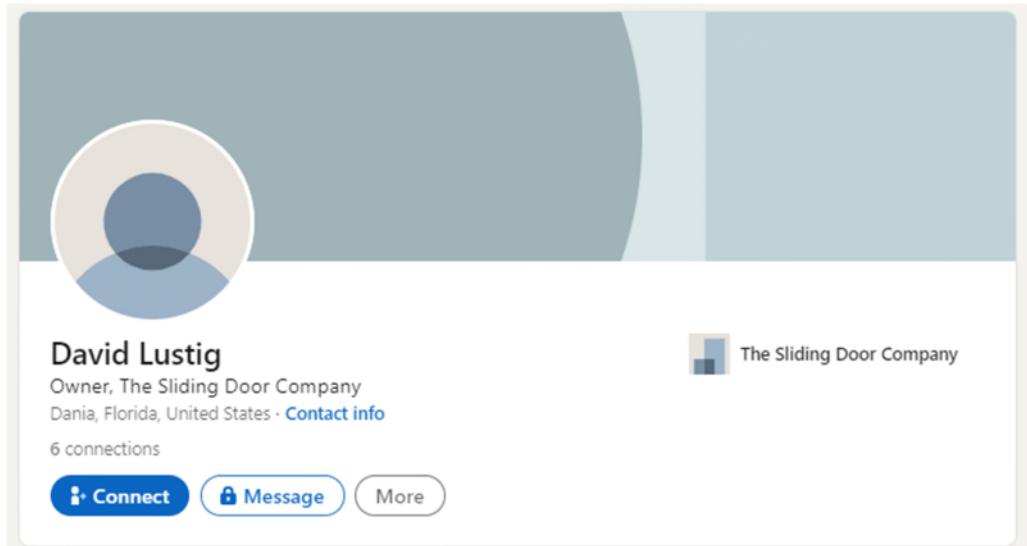 David Lustig
The Sliding Door Company
Owner, The Sliding Door Company
Dania, Florida, United States · Contact info
6 connections
Connect
Message
More